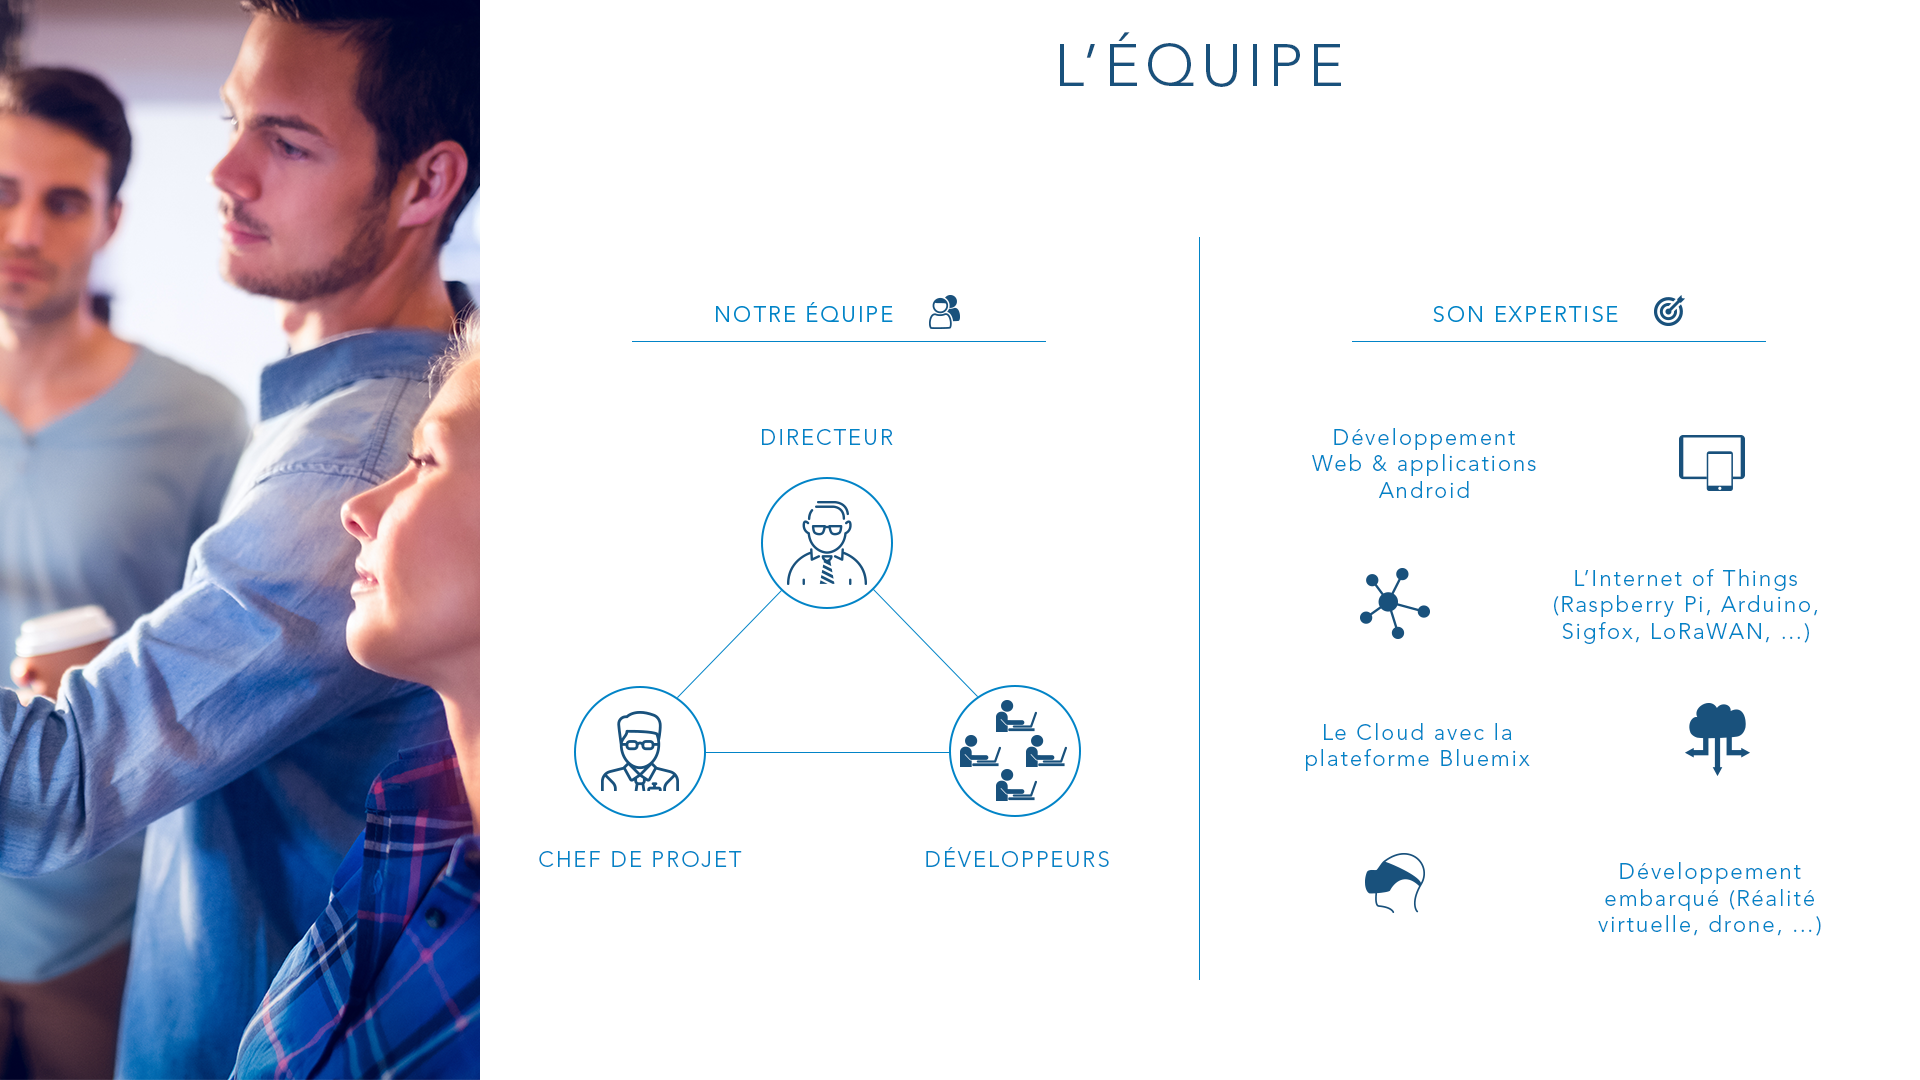 L’ÉQUIPE
NOTRE ÉQUIPE
DIRECTEUR
CHEF DE PROJET
DÉVELOPPEURS
SON EXPERTISE
Développement
Web & applications
Android
L’Internet of Things
(Raspberry Pi, Arduino,
Sigfox, LoRaWAN, ...)
Le Cloud avec la
plateforme Bluemix
Développement
embarqué (Réalité
virtuelle, drone, ...)